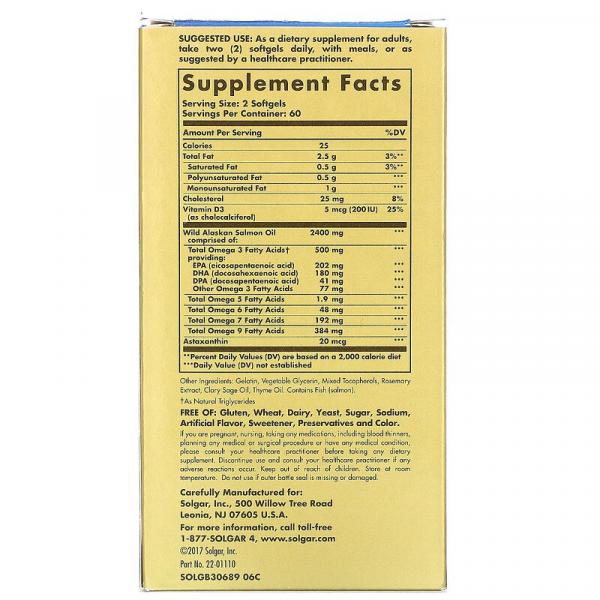 SUGGESTED USE: As a dietary supplement for adults,
take two (2) softgels daily, with meals, or as
suggested by a healthcare practitioner.
Supplement Facts
Serving Size: 2 Softgels
Servings Per Container: 60
Amount Per Serving %DV
Calories 25
Total Fat 2.5 g 3%**
Saturated Fat 0.5 g 3%**
Polyunsaturated Fat 0.5 g ***
Monounsaturated Fat 1 g ***
Cholesterol 25 mg 8%
Vitamin D3 5 mcg (200 IU) 25%
(as cholecalciferol)
Wild Alaskan Salmon Oil 2400 mg ***
comprised of:
Total Omega 3 Fatty Acids† 500 mg ***
providing:
EPA (eicosapentaenoic acid) 202 mg ***
DHA (docosahexaenoic acid) 180 mg ***
DPA (docosapentaenoic acid) 41 mg ***
Other Omega 3 Fatty Acids 77 mg ***
Total Omega 5 Fatty Acids 1.9 mg ***
Total Omega 6 Fatty Acids 48 mg ***
Total Omega 7 Fatty Acids 192 mg ***
Total Omega 9 Fatty Acids 384 mg ***
Astaxanthin 20 mcg ***
**Percent Daily Values (DV) are based on a 2,000 calorie diet
***Daily Value (DV) not established
Other Ingredients: Gelatin, Vegetable Glycerin, Mixed Tocopherols, Rosemary
Extract, Clary Sage Oil, Thyme Oil. Contains Fish (salmon).
†As Natural Triglycerides
FREE OF: Gluten, Wheat, Dairy, Yeast, Sugar, Sodium,
Artificial Flavor, Sweetener, Preservatives and Color.
If you are pregnant, nursing, taking any medications, including blood thinners,
planning any medical or surgical procedure or have any medical condition,
please consult your healthcare practitioner before taking any dietary
supplement. Discontinue use and consult your healthcare practitioner if any
adverse reactions occur. Keep out of reach of children. Store at room
temperature. Do not use if outer bottle seal is missing or damaged.
Carefully Manufactured for:
Solgar, Inc., 500 Willow Tree Road
Leonia, NJ 07605 U.S.A.
For more information, call toll-free
1-877-SOLGAR 4, www.solgar.com
©2017 Solgar, Inc.
Part No. 22-01110
SOLGB30689 06C